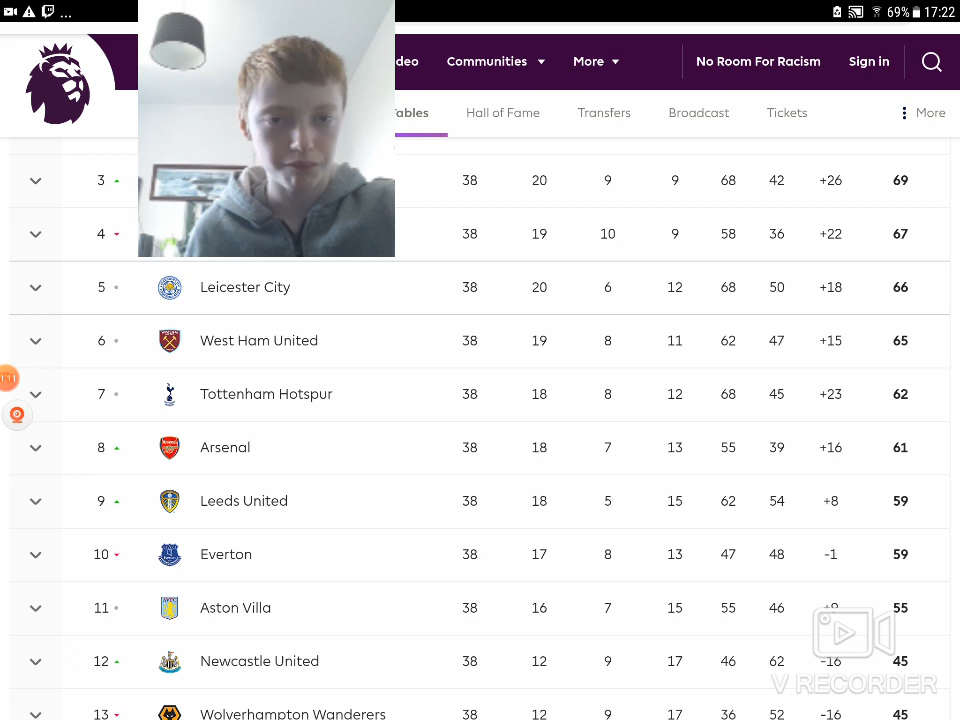 ... 69% 17:22
deo Communities More No Room For Racism Sign in
Tables Hall of Fame Transfers Broadcast Tickets More
3 38 20 9 9 68 42 +26 69
4 38 19 10 9 58 36 +22 67
5 Leicester City 38 20 6 12 68 50 +18 66
6 West Ham United 38 19 8 11 62 47 +15 65
7 Tottenham Hotspur 38 18 8 12 68 45 +23 62
8 Arsenal 38 18 7 13 55 39 +16 61
9 Leeds United 38 18 5 15 62 54 +8 59
10 Everton 38 17 8 13 47 48 -1 59
11 Aston Villa 38 16 7 15 55 46 +9 55
12 Newcastle United 38 12 9 17 46 62 -16 45
13 Wolverhampton Wanderers 38 12 9 17 36 52 -16 45
V RECORDER